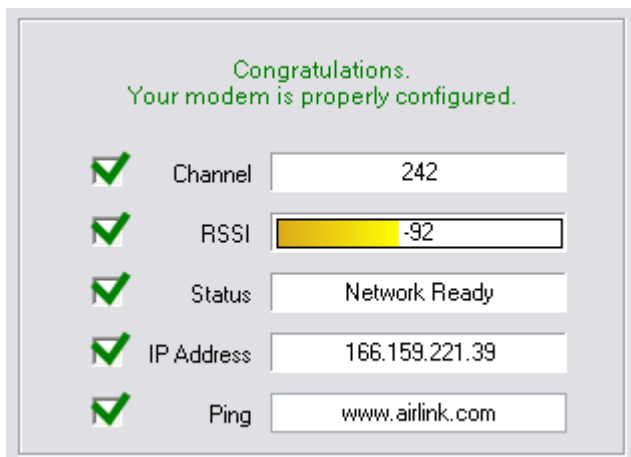 Congratulations.
Your modem is properly configured.
Channel 242
RSSI -92
Status Network Ready
IP Address 166.159.221.39
Ping www.airlink.com